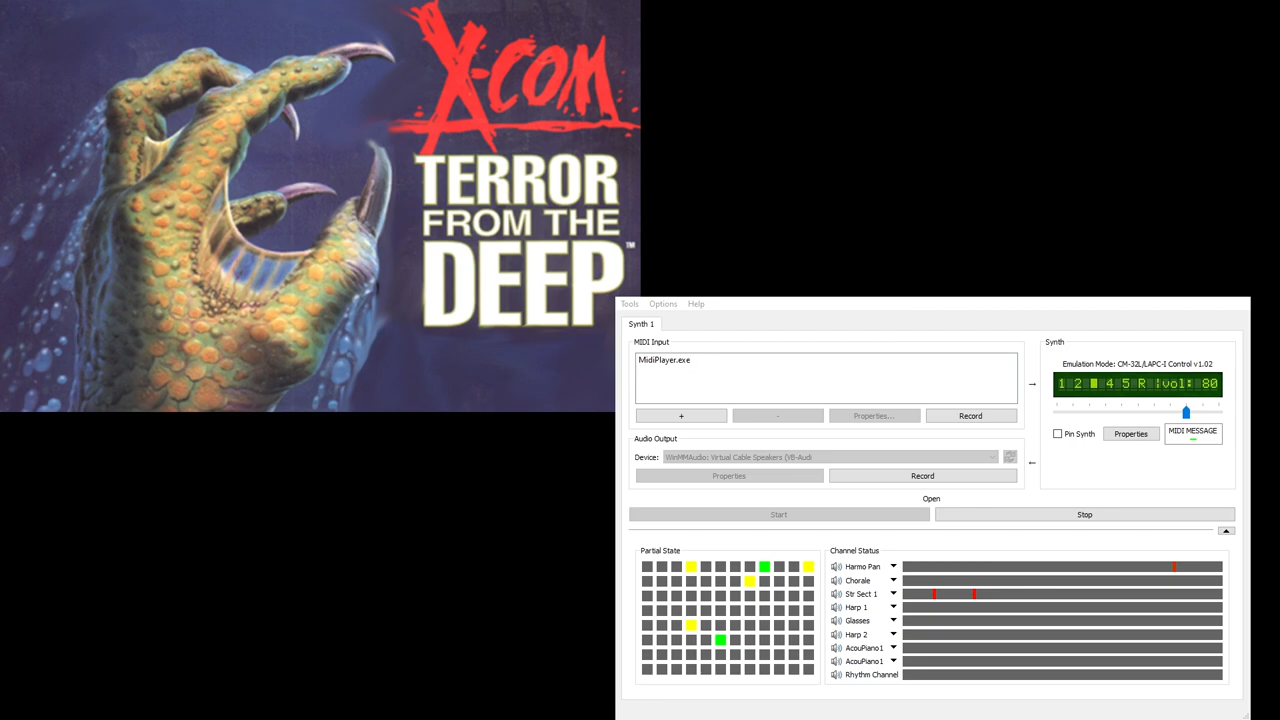 X-COM
TERROR
FROM THE
DEEP™
Tools Options Help
Synth 1
MIDI Input
MidiPlayer.exe
+ - Properties... Record
Audio Output
Device: WinMMAudio: Virtual Cable Speakers (VB-Audi
Properties Record
Synth
Emulation Mode: CM-32L/LAPC-I Control v1.02
1 2 4 5 R |vol: 80
Pin Synth Properties MIDI MESSAGE
Open
Start Stop
Partial State
Channel Status
Harmo Pan
Chorale
Str Sect 1
Harp 1
Glasses
Harp 2
AcouPiano1
AcouPiano1
Rhythm Channel